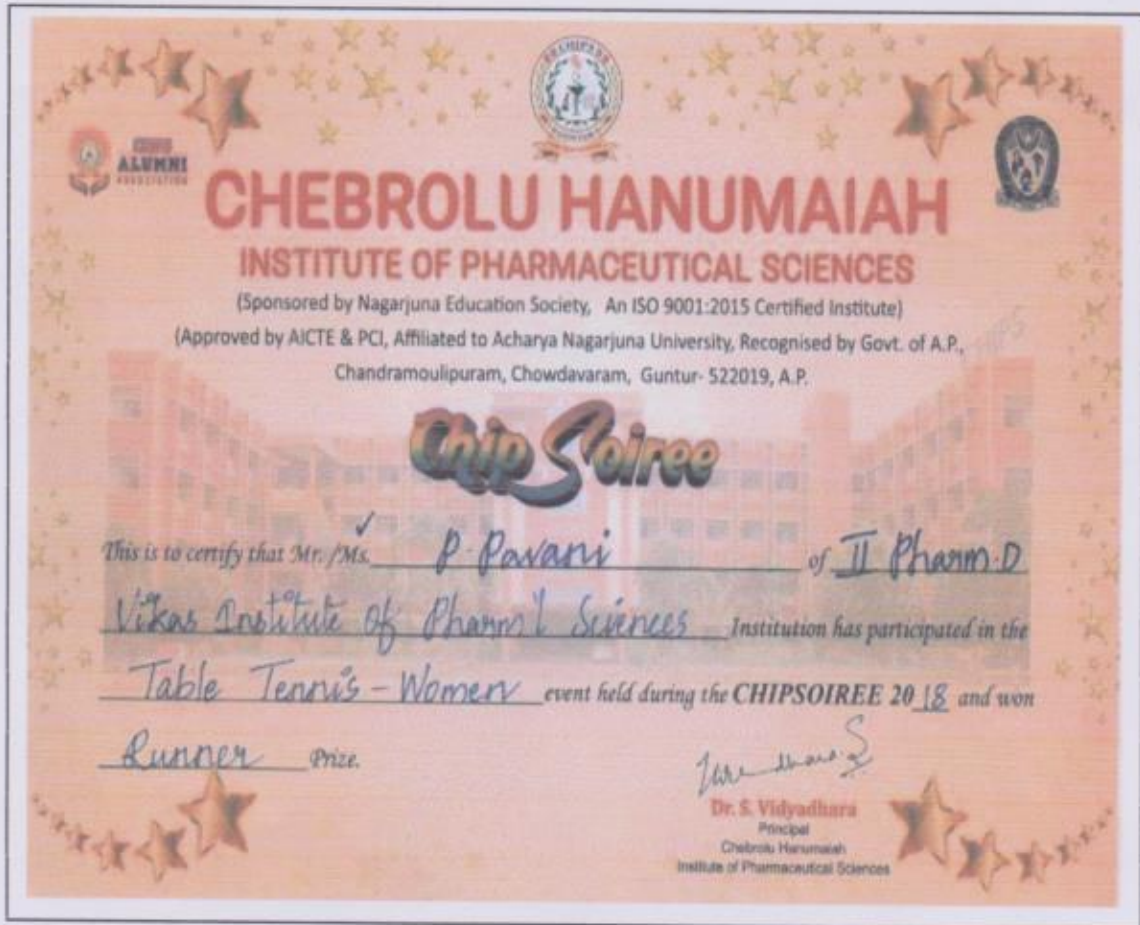 CHIPS
ALUMNI
ASSOCIATION
CHEBROLU HANUMAIAH
INSTITUTE OF PHARMACEUTICAL SCIENCES
(Sponsored by Nagarjuna Education Society, An ISO 9001:2015 Certified Institute)
(Approved by AICTE & PCI, Affiliated to Acharya Nagarjuna University, Recognised by Govt. of A.P.,
Chandramoulipuram, Chowdavaram, Guntur- 522019, A.P.
Chip Soiree
This is to certify that Mr. /Ms. P. Pavani of II Pharm.D
Vikas Institute of Pharm'l Sciences Institution has participated in the
Table Tennis - Women event held during the CHIPSOIREE 2018 and won
Runner Prize.
Dr. S. Vidyadhara
Principal
Chebrolu Hanumaiah
Institute of Pharmaceutical Sciences